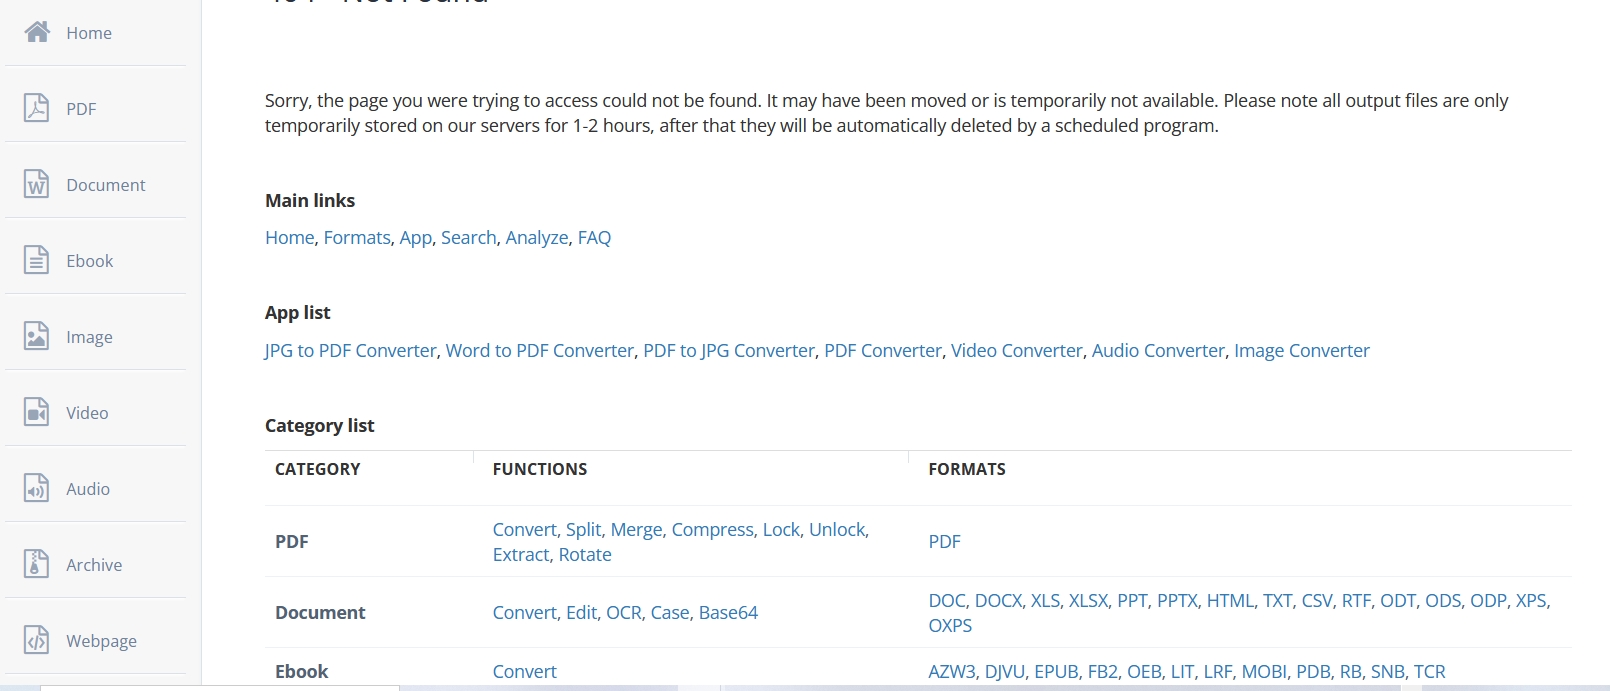 404 - Not Found
Home
PDF
Document
Ebook
Image
Video
Audio
Archive
Webpage
Sorry, the page you were trying to access could not be found. It may have been moved or is temporarily not available. Please note all output files are only
temporarily stored on our servers for 1-2 hours, after that they will be automatically deleted by a scheduled program.
Main links
Home, Formats, App, Search, Analyze, FAQ
App list
JPG to PDF Converter, Word to PDF Converter, PDF to JPG Converter, PDF Converter, Video Converter, Audio Converter, Image Converter
Category list
CATEGORY FUNCTIONS FORMATS
PDF Convert, Split, Merge, Compress, Lock, Unlock, PDF
Extract, Rotate
Document Convert, Edit, OCR, Case, Base64 DOC, DOCX, XLS, XLSX, PPT, PPTX, HTML, TXT, CSV, RTF, ODT, ODS, ODP, XPS,
OXPS
Ebook Convert AZW3, DJVU, EPUB, FB2, OEB, LIT, LRF, MOBI, PDB, RB, SNB, TCR